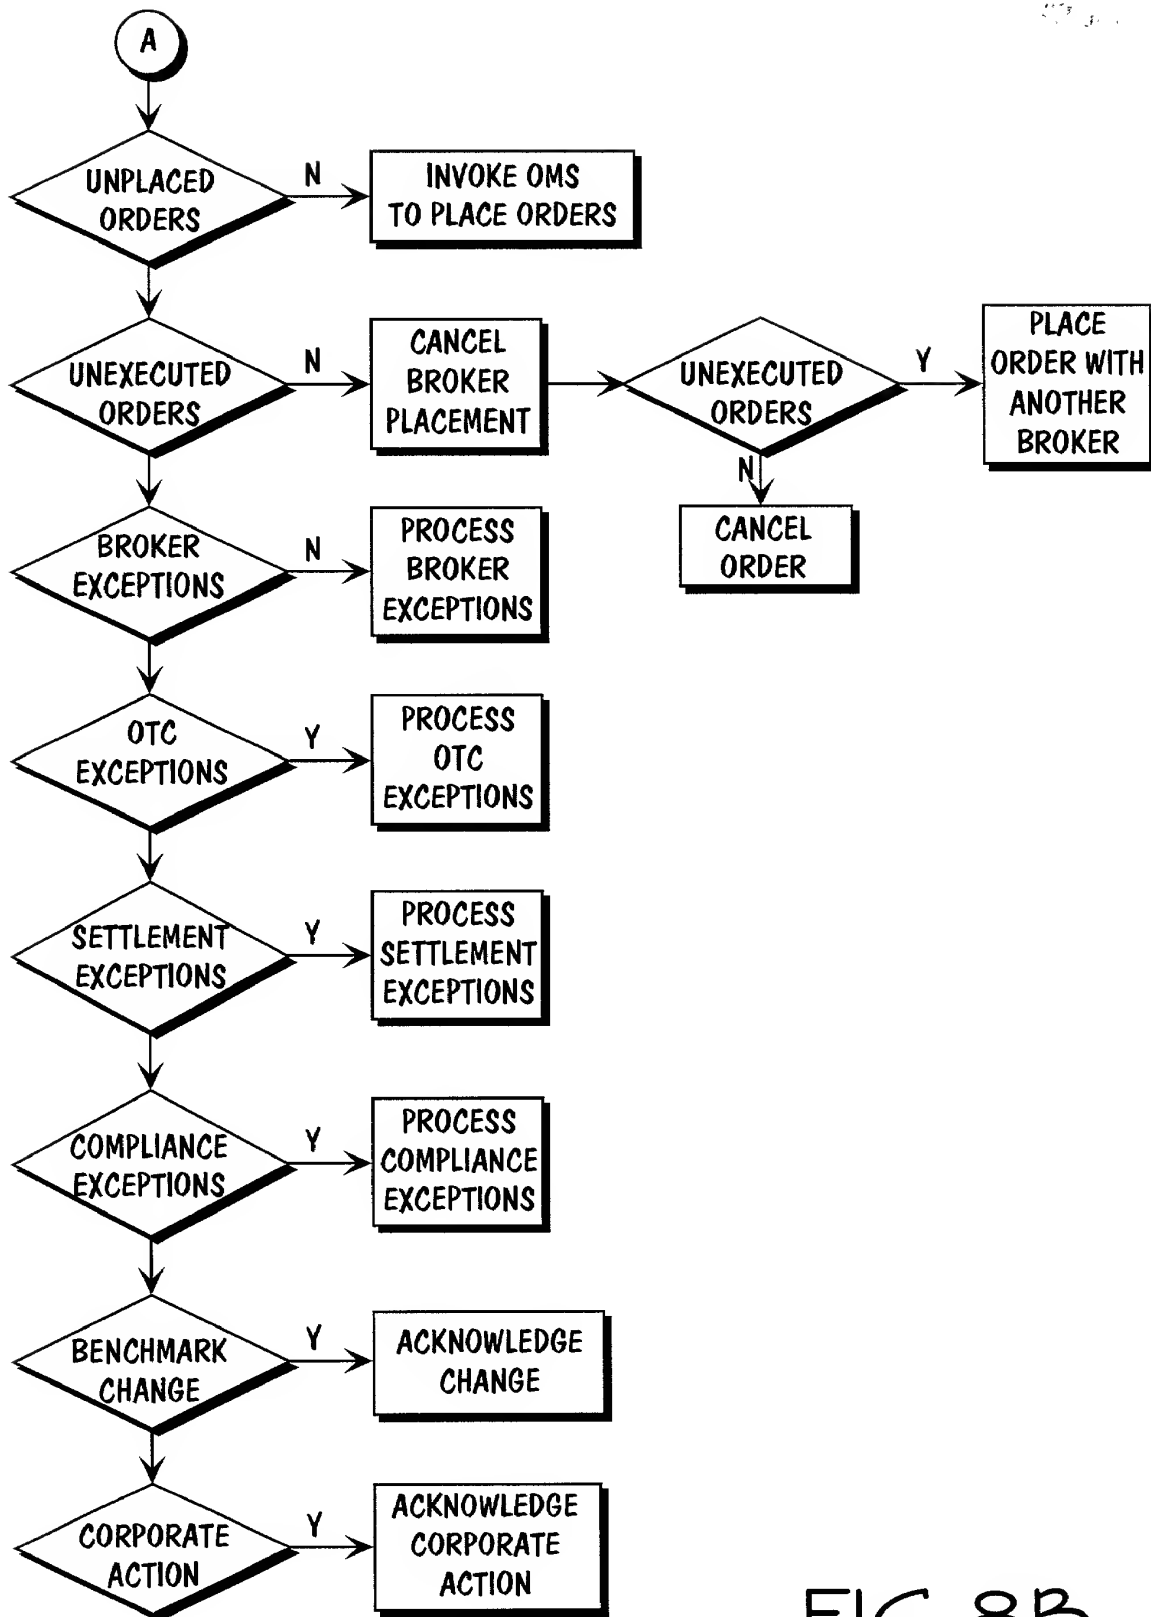 A
UNPLACED
ORDERS
N
INVOKE OMS
TO PLACE ORDERS
UNEXECUTED
ORDERS
N
CANCEL
BROKER
PLACEMENT
UNEXECUTED
ORDERS
Y
PLACE
ORDER WITH
ANOTHER
BROKER
N
CANCEL
ORDER
BROKER
EXCEPTIONS
N
PROCESS
BROKER
EXCEPTIONS
OTC
EXCEPTIONS
Y
PROCESS
OTC
EXCEPTIONS
SETTLEMENT
EXCEPTIONS
Y
PROCESS
SETTLEMENT
EXCEPTIONS
COMPLIANCE
EXCEPTIONS
Y
PROCESS
COMPLIANCE
EXCEPTIONS
BENCHMARK
CHANGE
Y
ACKNOWLEDGE
CHANGE
CORPORATE
ACTION
Y
ACKNOWLEDGE
CORPORATE
ACTION
FIG. 8B